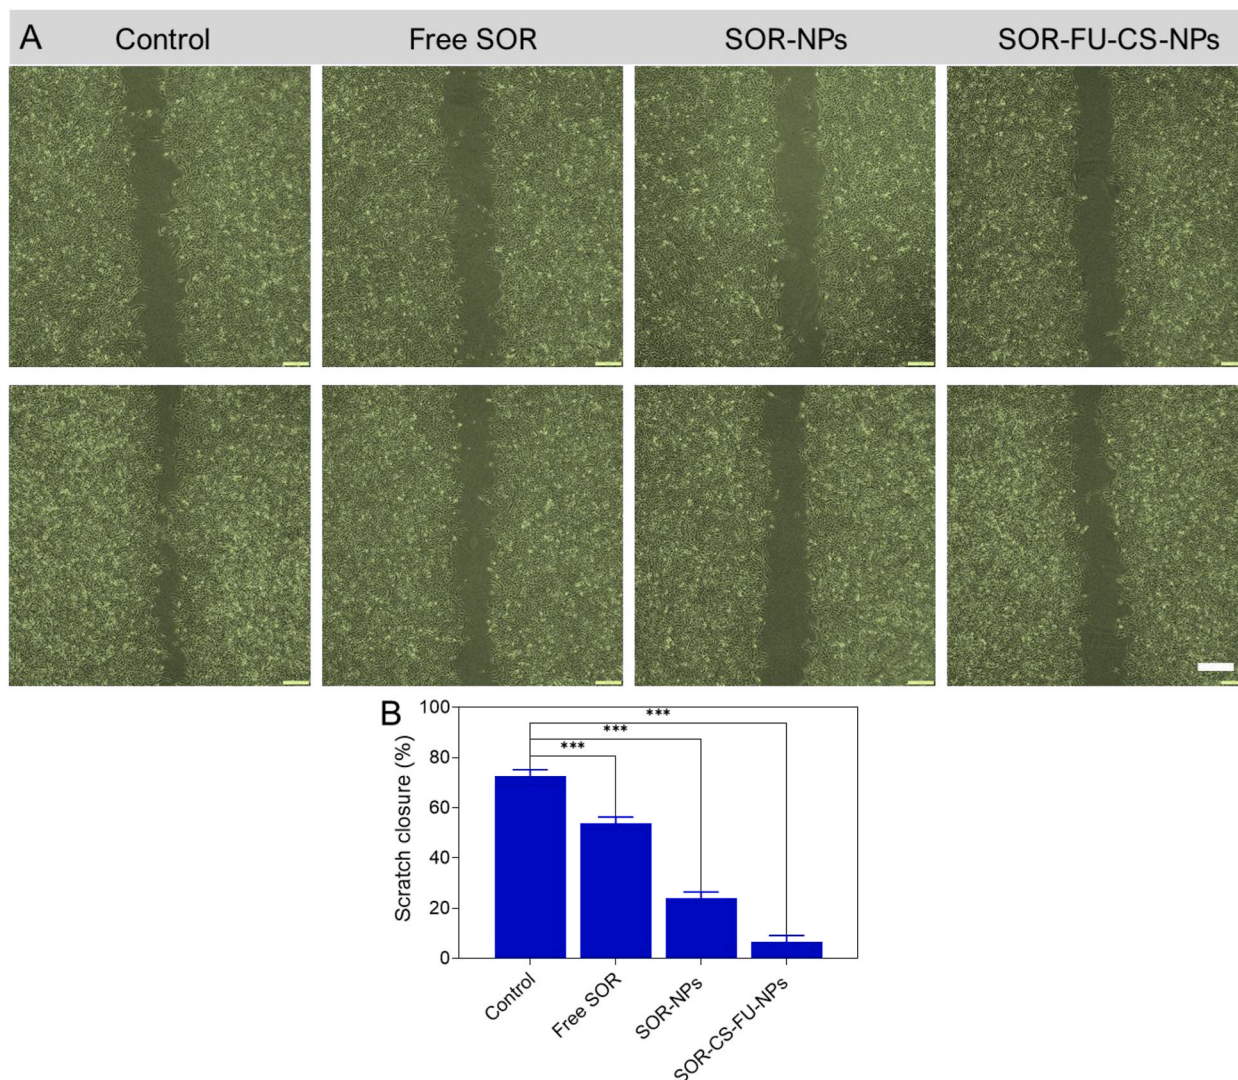 A Control Free SOR SOR-NPs SOR-FU-CS-NPs
B
100
***
***
80
***
60
40
20
0
Scratch closure (%)
Control
Free SOR
SOR-NPs
SOR-CS-FU-NPs